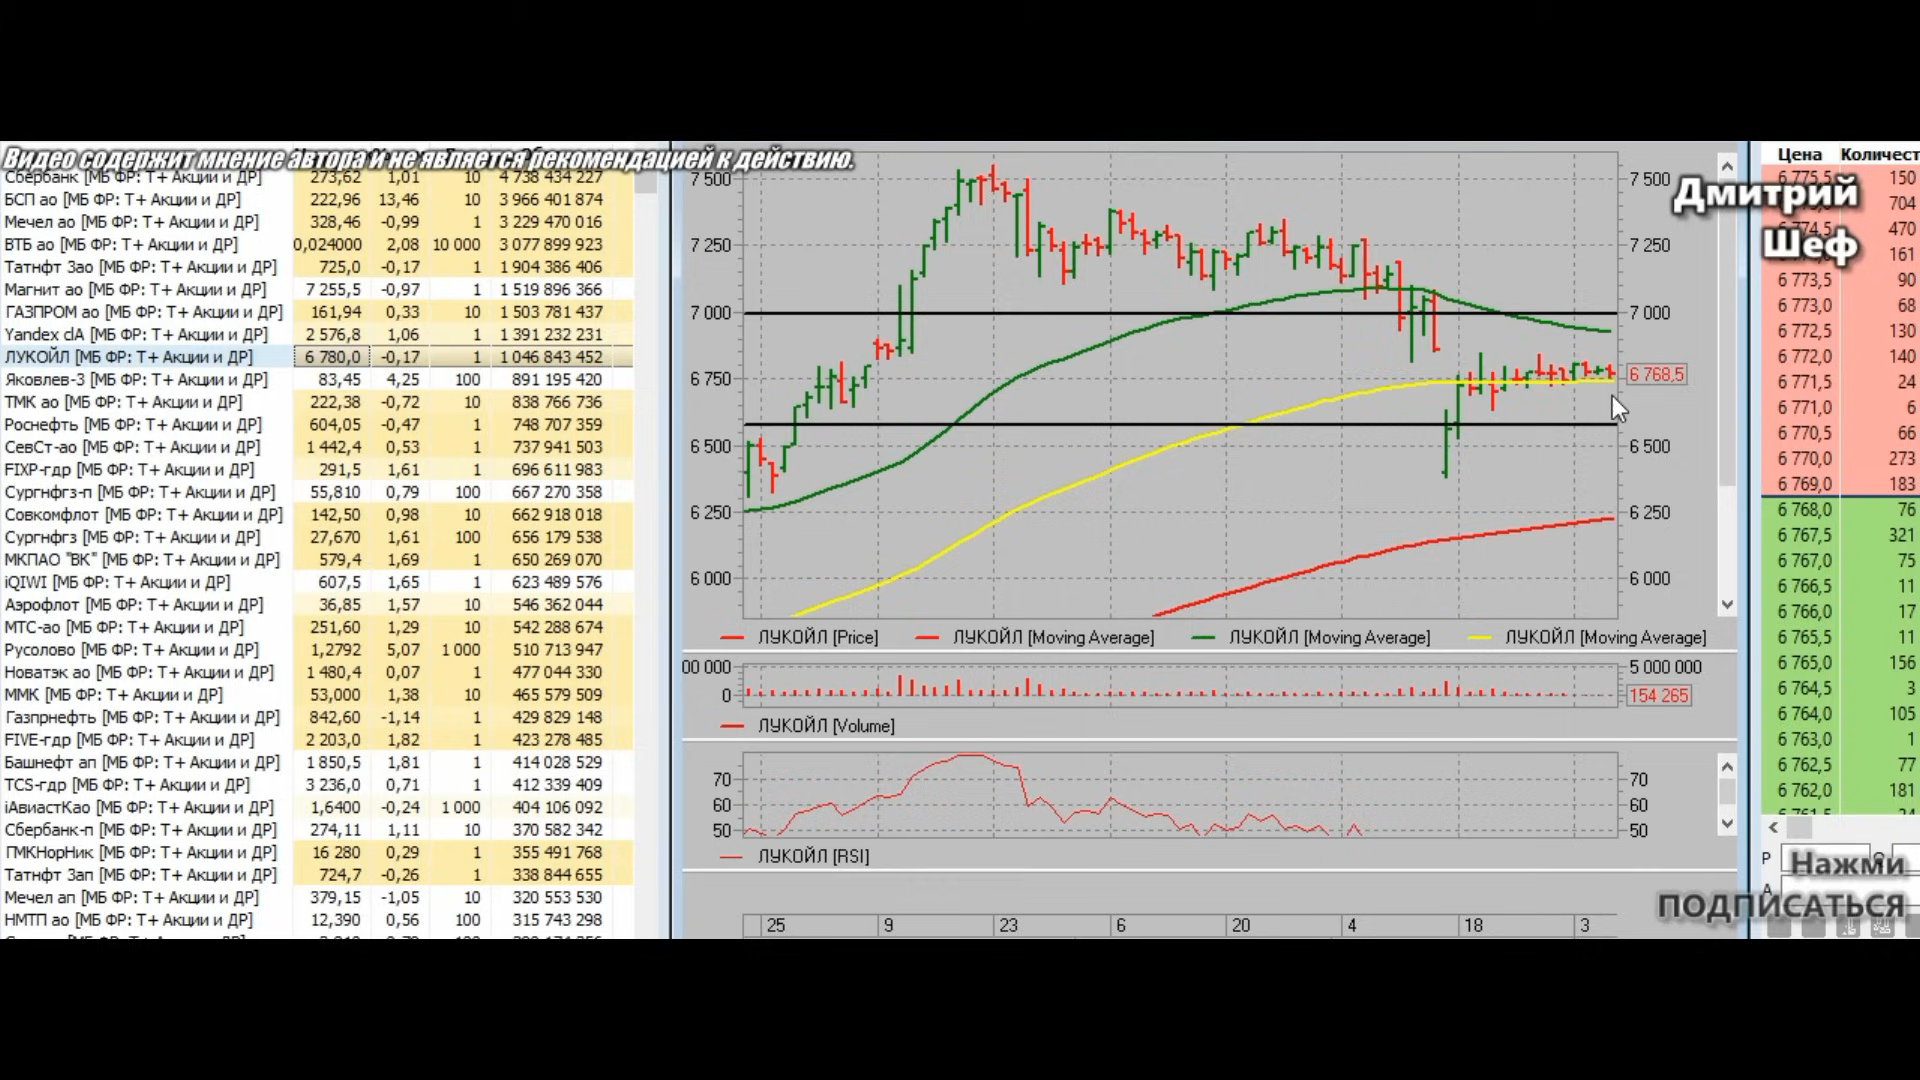 Видео содержит мнение автора и не является рекомендацией к действию.
Сбербанк [МБ ФР: Т+ Акции и ДР] 273,62 1,01 10 4 738 434 227
БСП ао [МБ ФР: Т+ Акции и ДР] 222,96 13,46 10 3 966 401 874
Мечел ао [МБ ФР: Т+ Акции и ДР] 328,46 -0,99 1 3 229 470 016
ВТБ ао [МБ ФР: Т+ Акции и ДР] 0,024000 2,08 10 000 3 077 899 923
Татнфт 3ао [МБ ФР: Т+ Акции и ДР] 725,0 -0,17 1 1 904 386 406
Магнит ао [МБ ФР: Т+ Акции и ДР] 7 255,5 -0,97 1 1 519 896 366
ГАЗПРОМ ао [МБ ФР: Т+ Акции и ДР] 161,94 0,33 10 1 503 781 437
Yandex clA [МБ ФР: Т+ Акции и ДР] 2 576,8 1,06 1 1 391 232 231
ЛУКОЙЛ [МБ ФР: Т+ Акции и ДР] 6 780,0 -0,17 1 1 046 843 452
Яковлев-3 [МБ ФР: Т+ Акции и ДР] 83,45 4,25 100 891 195 420
ТМК ао [МБ ФР: Т+ Акции и ДР] 222,38 -0,72 10 838 766 736
Роснефть [МБ ФР: Т+ Акции и ДР] 604,05 -0,47 1 748 707 359
СевСт-ао [МБ ФР: Т+ Акции и ДР] 1 442,4 0,53 1 737 941 503
FIXP-гдр [МБ ФР: Т+ Акции и ДР] 291,5 1,61 1 696 611 983
Сургнфгз-п [МБ ФР: Т+ Акции и ДР] 55,810 0,79 100 667 270 358
Совкомфлот [МБ ФР: Т+ Акции и ДР] 142,50 0,98 10 662 918 018
Сургнфгз [МБ ФР: Т+ Акции и ДР] 27,670 1,61 100 656 179 538
МКПАО "ВК" [МБ ФР: Т+ Акции и ДР] 579,4 1,69 1 650 269 070
iQIWI [МБ ФР: Т+ Акции и ДР] 607,5 1,65 1 623 489 576
Аэрофлот [МБ ФР: Т+ Акции и ДР] 36,85 1,57 10 546 362 044
МТС-ао [МБ ФР: Т+ Акции и ДР] 251,60 1,29 10 542 288 674
Русолово [МБ ФР: Т+ Акции и ДР] 1,2792 5,07 1 000 510 713 947
Новатэк ао [МБ ФР: Т+ Акции и ДР] 1 480,4 0,07 1 477 044 330
ММК [МБ ФР: Т+ Акции и ДР] 53,000 1,38 10 465 579 509
Газпрнефть [МБ ФР: Т+ Акции и ДР] 842,60 -1,14 1 429 829 148
FIVE-гдр [МБ ФР: Т+ Акции и ДР] 2 203,0 1,82 1 423 278 485
Башнефт ап [МБ ФР: Т+ Акции и ДР] 1 850,5 1,81 1 414 028 529
TCS-гдр [МБ ФР: Т+ Акции и ДР] 3 236,0 0,71 1 412 339 409
iАвиастКао [МБ ФР: Т+ Акции и ДР] 1,6400 -0,24 1 000 404 106 092
Сбербанк-п [МБ ФР: Т+ Акции и ДР] 274,11 1,11 10 370 582 342
ГМКНорНик [МБ ФР: Т+ Акции и ДР] 16 280 0,29 1 355 491 768
Татнфт 3ап [МБ ФР: Т+ Акции и ДР] 724,7 -0,26 1 338 844 655
Мечел ап [МБ ФР: Т+ Акции и ДР] 379,15 -1,05 10 320 553 530
НМТП ао [МБ ФР: Т+ Акции и ДР] 12,390 0,56 100 315 743 298
7 500 7 500
7 250 7 250
7 000 7 000
6 750 6 768,5
6 500 6 500
6 250 6 250
6 000 6 000
ЛУКОЙЛ [Price] ЛУКОЙЛ [Moving Average] ЛУКОЙЛ [Moving Average] ЛУКОЙЛ [Moving Average]
00 000 5 000 000
0 154 265
ЛУКОЙЛ [Volume]
70 70
60 60
50 50
ЛУКОЙЛ [RSI]
25 9 23 6 20 4 18 3
Цена Количест
6 775,5 150
704
6 774,5 470
161
6 773,5 90
6 773,0 68
6 772,5 130
6 772,0 140
6 771,5 24
6 771,0 6
6 770,5 66
6 770,0 273
6 769,0 183
6 768,0 76
6 767,5 321
6 767,0 75
6 766,5 11
6 766,0 17
6 765,5 11
6 765,0 156
6 764,5 3
6 764,0 105
6 763,0 1
6 762,5 77
6 762,0 181
Дмитрий
Шеф
P
A
Нажми
ПОДПИСАТЬСЯ